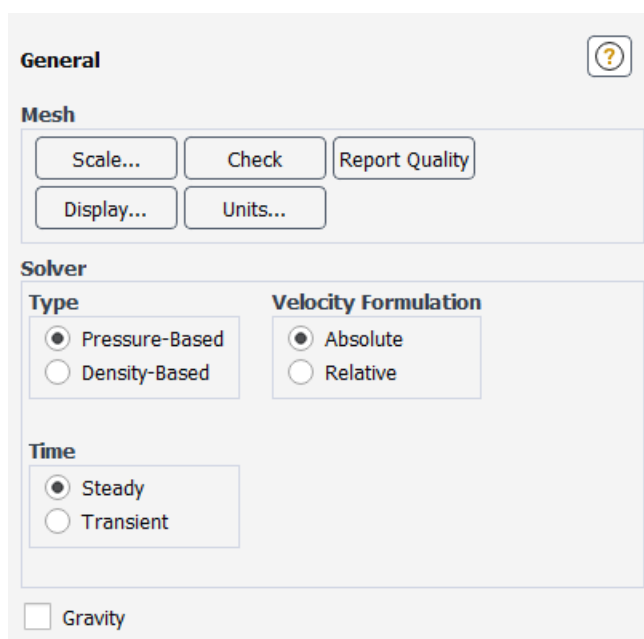 General
?
Mesh
Scale... Check Report Quality
Display... Units...
Solver
Type Velocity Formulation
Pressure-Based Absolute
Density-Based Relative
Time
Steady
Transient
Gravity